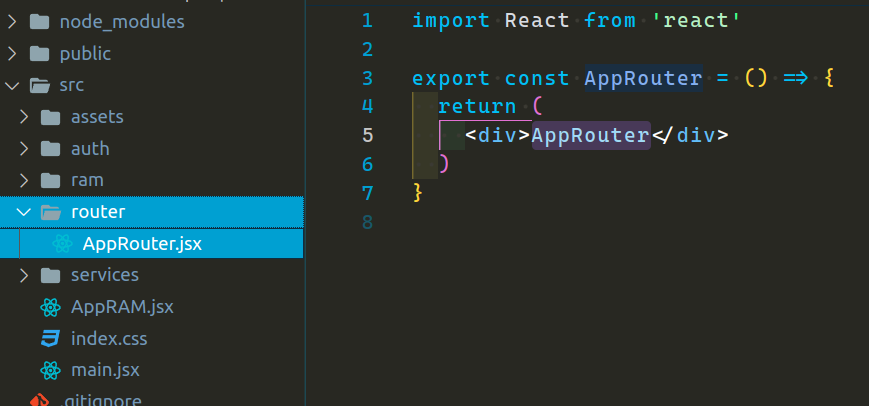 node_modules
public
src
assets
auth
ram
router
AppRouter.jsx
services
AppRAM.jsx
index.css
main.jsx
.gitignore
1 import React from 'react'
2
3 export const AppRouter = () => {
4 return (
5 <div>AppRouter</div>
6 )
7 }
8